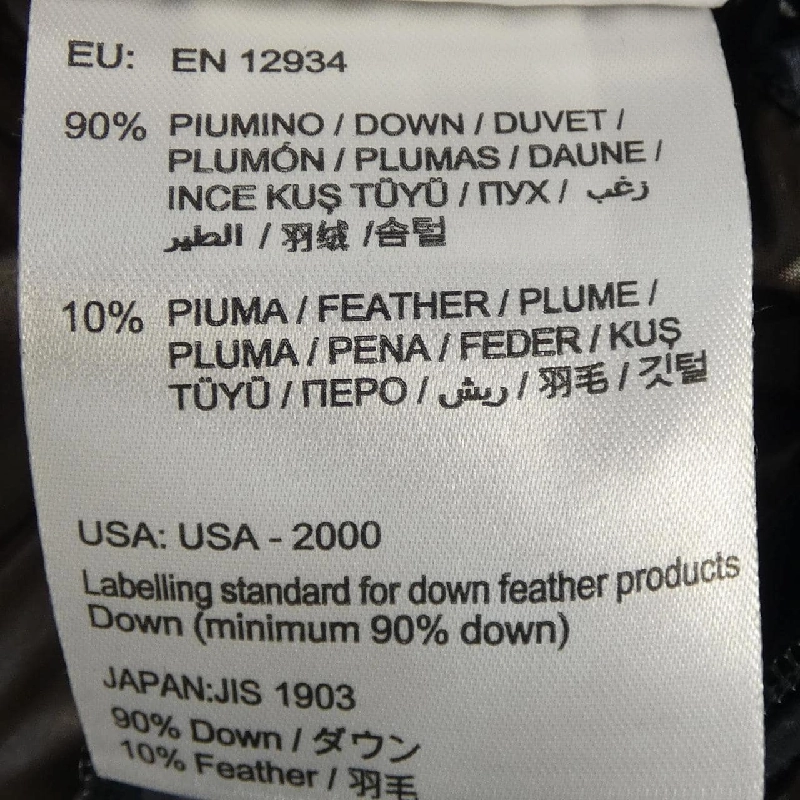 EU: EN 12934
90% PIUMINO / DOWN / DUVET /
PLUMÓN / PLUMAS / DAUNE /
INCE KUŞ TÜYÜ / ПУХ / زغب
الطير / 羽绒 /솜털
10% PIUMA / FEATHER / PLUME /
PLUMA / PENA / FEDER / KUŞ
TÜYÜ / ПЕРО / ريش / 羽毛 / 깃털
USA: USA - 2000
Labelling standard for down feather products
Down (minimum 90% down)
JAPAN:JIS 1903
90% Down / ダウン
10% Feather / 羽毛